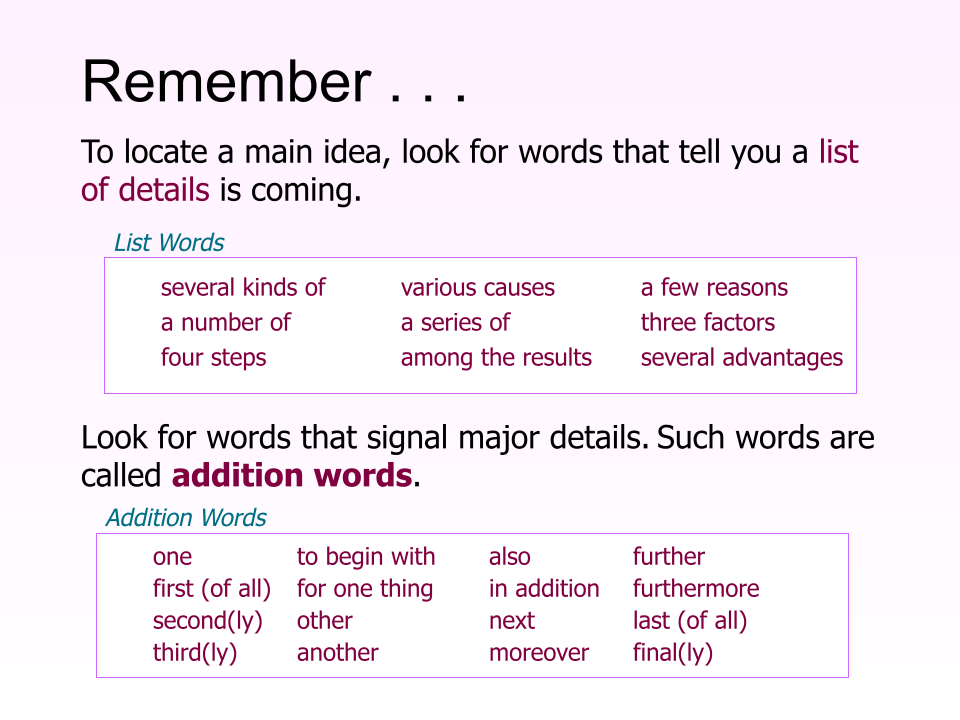 Remember . . .
To locate a main idea, look for words that tell you a list
of details is coming.
List Words
several kinds of various causes a few reasons
a number of a series of three factors
four steps among the results several advantages
Look for words that signal major details. Such words are
called addition words.
Addition Words
one to begin with also further
first (of all) for one thing in addition furthermore
second(ly) other next last (of all)
third(ly) another moreover final(ly)